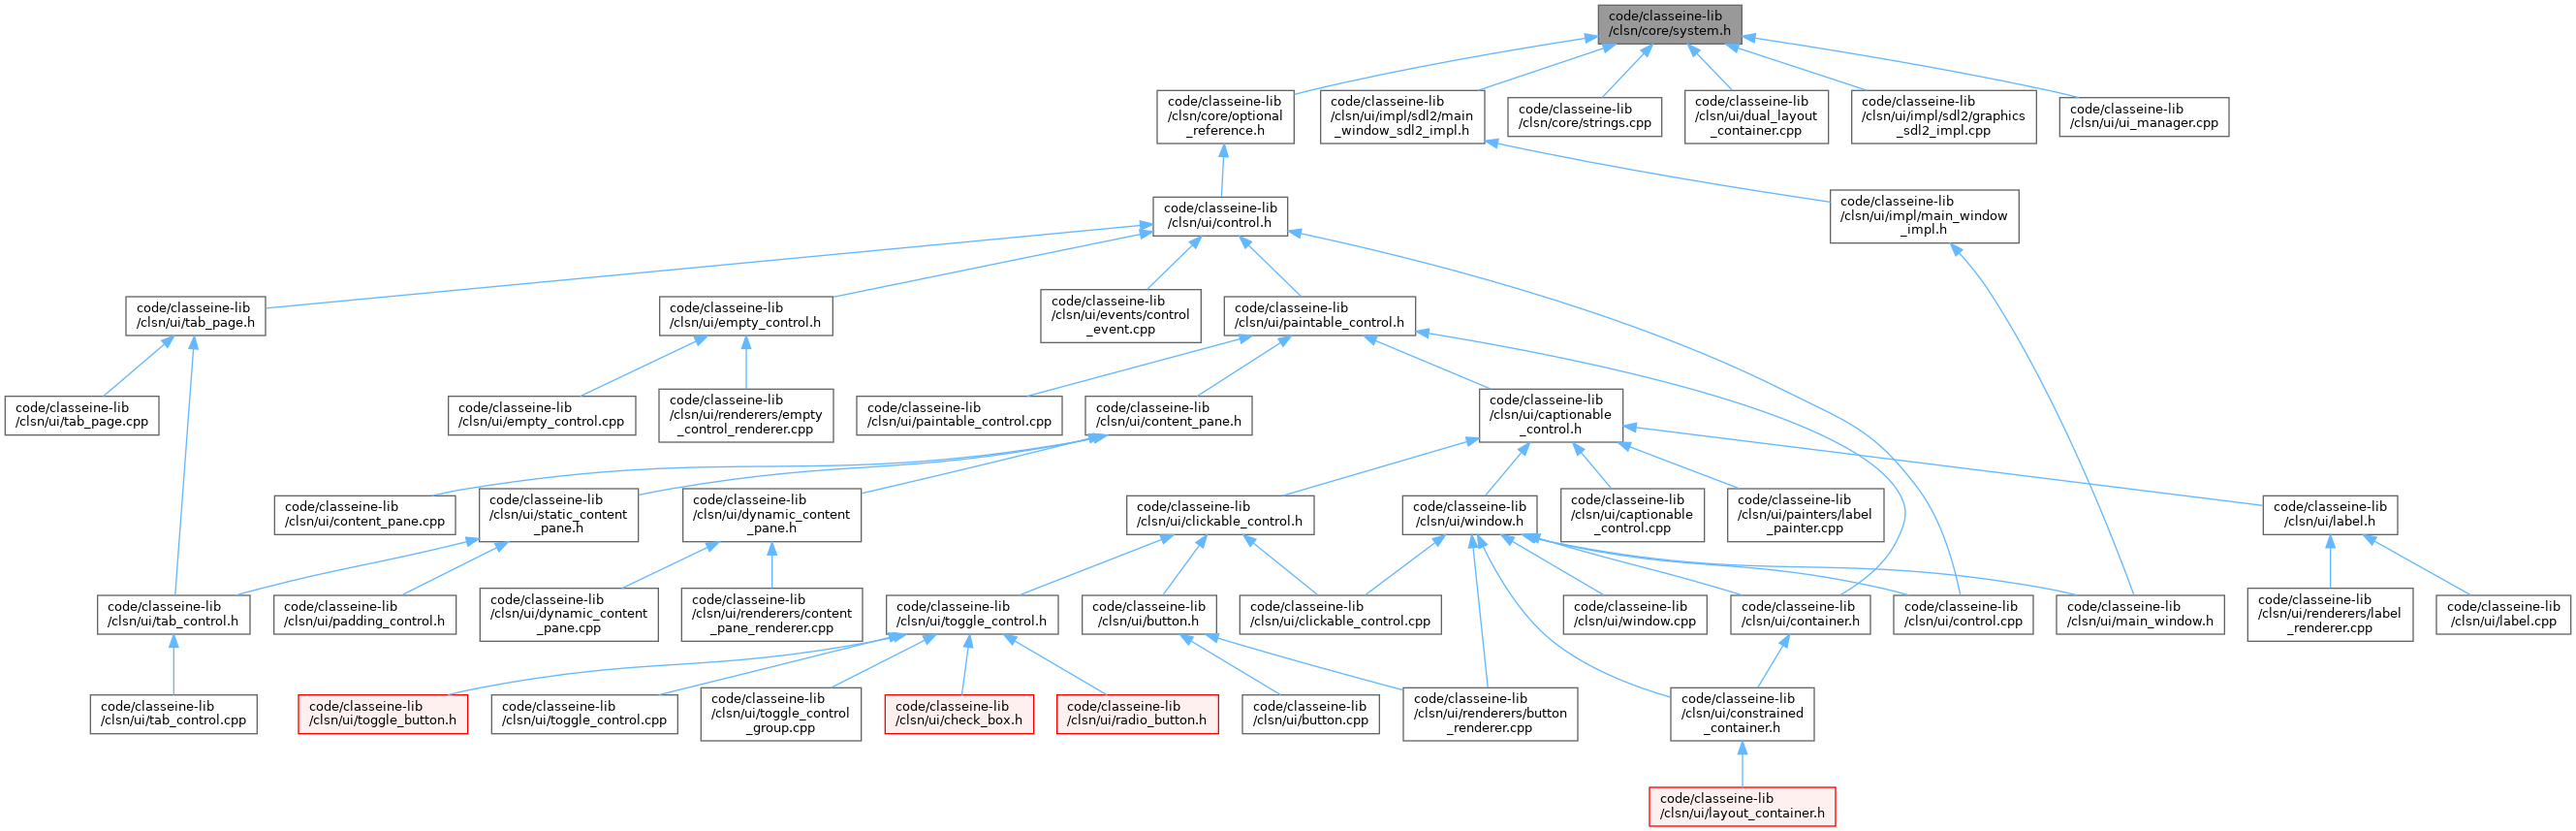 code/classeine-lib
/clsn/core/system.h
code/classeine-lib
/clsn/core/optional
_reference.h
code/classeine-lib
/clsn/ui/impl/sdl2/main
_window_sdl2_impl.h
code/classeine-lib
/clsn/core/strings.cpp
code/classeine-lib
/clsn/ui/dual_layout
_container.cpp
code/classeine-lib
/clsn/ui/impl/sdl2/graphics
_sdl2_impl.cpp
code/classeine-lib
/clsn/ui/ui_manager.cpp
code/classeine-lib
/clsn/ui/control.h
code/classeine-lib
/clsn/ui/impl/main_window
_impl.h
code/classeine-lib
/clsn/ui/tab_page.h
code/classeine-lib
/clsn/ui/empty_control.h
code/classeine-lib
/clsn/ui/events/control
_event.cpp
code/classeine-lib
/clsn/ui/paintable_control.h
code/classeine-lib
/clsn/ui/tab_page.cpp
code/classeine-lib
/clsn/ui/empty_control.cpp
code/classeine-lib
/clsn/ui/renderers/empty
_control_renderer.cpp
code/classeine-lib
/clsn/ui/paintable_control.cpp
code/classeine-lib
/clsn/ui/content_pane.h
code/classeine-lib
/clsn/ui/captionable
_control.h
code/classeine-lib
/clsn/ui/content_pane.cpp
code/classeine-lib
/clsn/ui/static_content
_pane.h
code/classeine-lib
/clsn/ui/dynamic_content
_pane.h
code/classeine-lib
/clsn/ui/clickable_control.h
code/classeine-lib
/clsn/ui/window.h
code/classeine-lib
/clsn/ui/captionable
_control.cpp
code/classeine-lib
/clsn/ui/painters/label
_painter.cpp
code/classeine-lib
/clsn/ui/label.h
code/classeine-lib
/clsn/ui/tab_control.h
code/classeine-lib
/clsn/ui/padding_control.h
code/classeine-lib
/clsn/ui/dynamic_content
_pane.cpp
code/classeine-lib
/clsn/ui/renderers/content
_pane_renderer.cpp
code/classeine-lib
/clsn/ui/toggle_control.h
code/classeine-lib
/clsn/ui/button.h
code/classeine-lib
/clsn/ui/clickable_control.cpp
code/classeine-lib
/clsn/ui/window.cpp
code/classeine-lib
/clsn/ui/container.h
code/classeine-lib
/clsn/ui/control.cpp
code/classeine-lib
/clsn/ui/main_window.h
code/classeine-lib
/clsn/ui/renderers/label
_renderer.cpp
code/classeine-lib
/clsn/ui/label.cpp
code/classeine-lib
/clsn/ui/tab_control.cpp
code/classeine-lib
/clsn/ui/toggle_button.h
code/classeine-lib
/clsn/ui/toggle_control.cpp
code/classeine-lib
/clsn/ui/toggle_control
_group.cpp
code/classeine-lib
/clsn/ui/check_box.h
code/classeine-lib
/clsn/ui/radio_button.h
code/classeine-lib
/clsn/ui/button.cpp
code/classeine-lib
/clsn/ui/renderers/button
_renderer.cpp
code/classeine-lib
/clsn/ui/constrained
_container.h
code/classeine-lib
/clsn/ui/layout_container.h